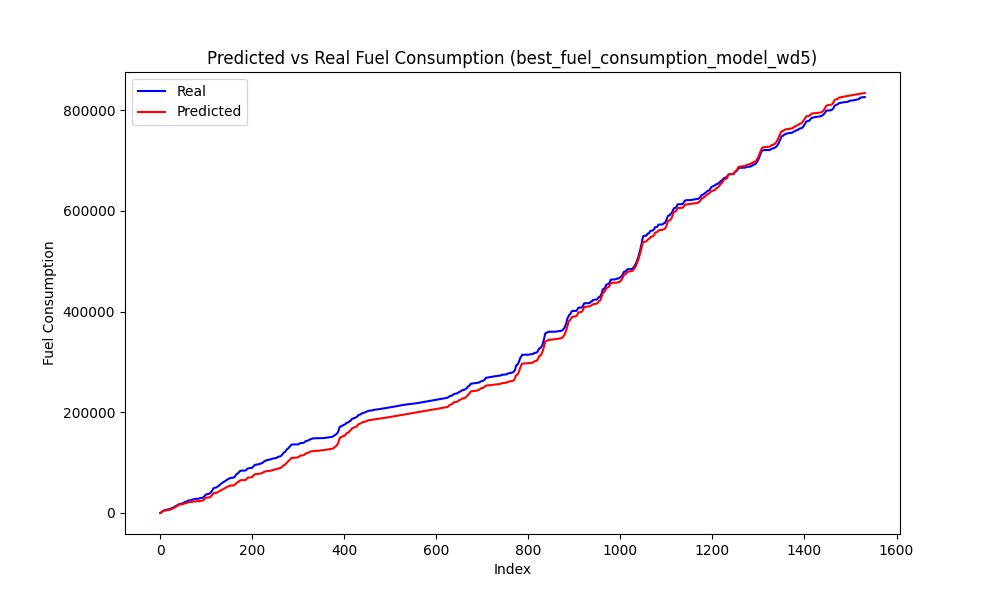 Predicted vs Real Fuel Consumption (best_fuel_consumption_model_wd5)
Real
Predicted
800000
600000
400000
200000
0
Fuel Consumption
0 200 400 600 800 1000 1200 1400 1600
Index